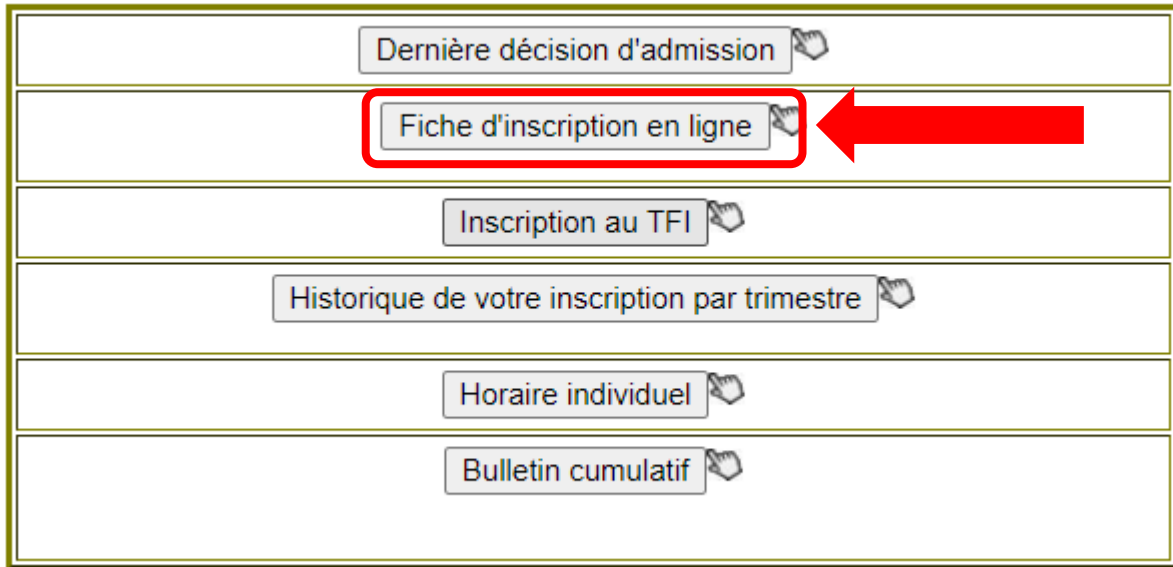 Dernière décision d'admission
Fiche d'inscription en ligne
Inscription au TFI
Historique de votre inscription par trimestre
Horaire individuel
Bulletin cumulatif